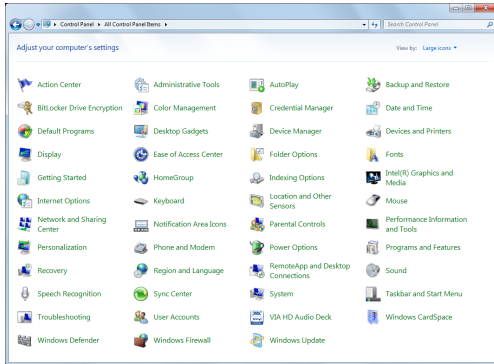 Control Panel ▸ All Control Panel Items ▸
Search Control Panel
Adjust your computer's settings
View by: Large icons
Action Center
Administrative Tools
AutoPlay
Backup and Restore
BitLocker Drive Encryption
Color Management
Credential Manager
Date and Time
Default Programs
Desktop Gadgets
Device Manager
Devices and Printers
Display
Ease of Access Center
Folder Options
Fonts
Getting Started
HomeGroup
Indexing Options
Intel(R) Graphics and
Media
Internet Options
Keyboard
Location and Other
Sensors
Mouse
Network and Sharing
Center
Notification Area Icons
Parental Controls
Performance Information
and Tools
Personalization
Phone and Modem
Power Options
Programs and Features
Recovery
Region and Language
RemoteApp and Desktop
Connections
Sound
Speech Recognition
Sync Center
System
Taskbar and Start Menu
Troubleshooting
User Accounts
VIA HD Audio Deck
Windows CardSpace
Windows Defender
Windows Firewall
Windows Update